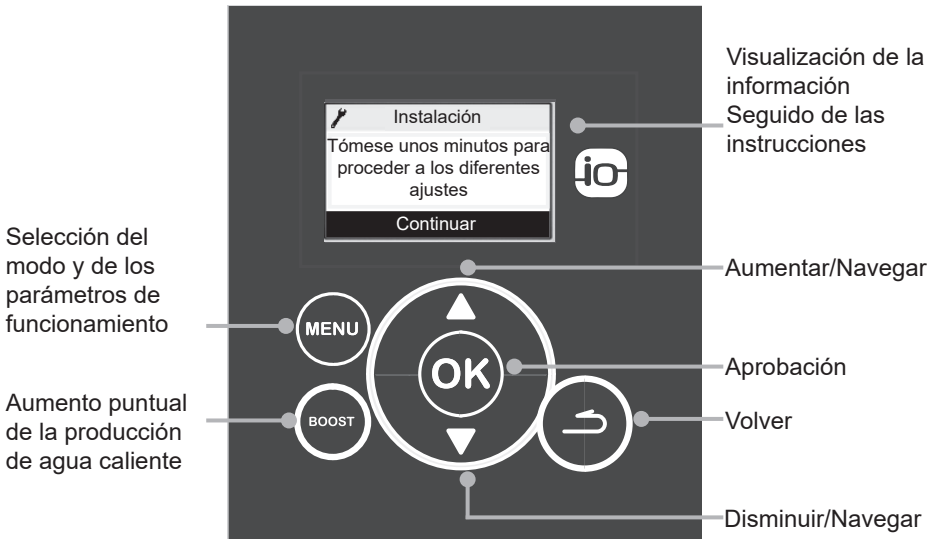 Visualización de la
información
Seguido de las
instrucciones
Instalación
Tómese unos minutos para
proceder a los diferentes
ajustes
Continuar
io
Selección del
modo y de los
parámetros de
funcionamiento
MENU
Aumentar/Navegar
OK
Aprobación
Aumento puntual
de la producción
de agua caliente
BOOST
Volver
Disminuir/Navegar